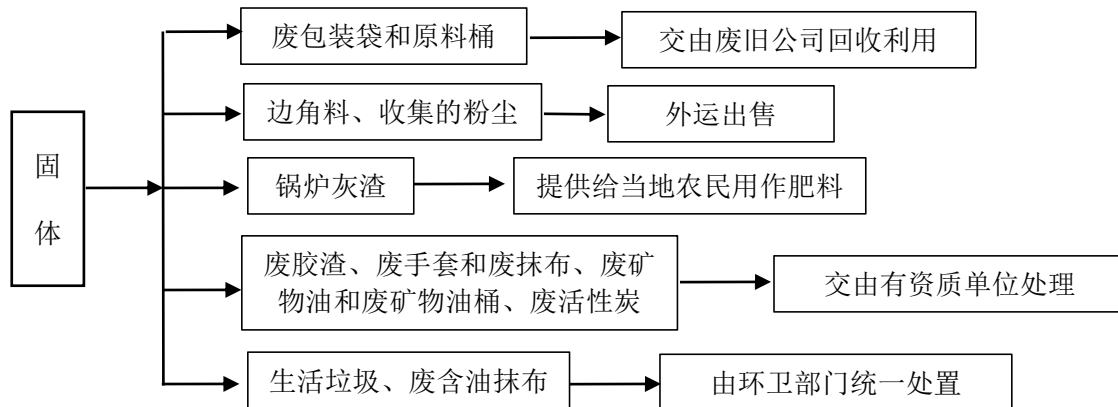 废包装袋和原料桶
交由废旧公司回收利用
边角料、收集的粉尘
外运出售
固
体
锅炉灰渣
提供给当地农民用作肥料
废胶渣、废手套和废抹布、废矿
物油和废矿物油桶、废活性炭
交由有资质单位处理
生活垃圾、废含油抹布
由环卫部门统一处置